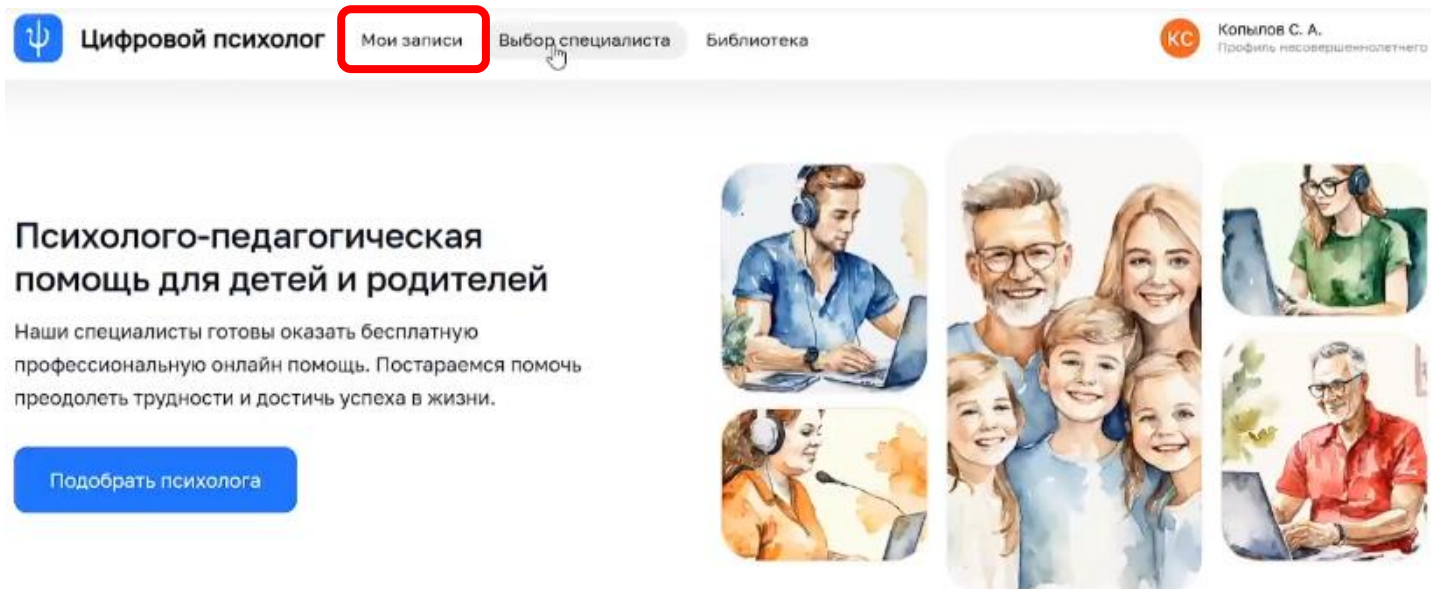 Цифровой психолог
Мои записи
Выбор специалиста
Библиотека
КС
Копылов С. А.
Профиль несовершеннолетнего
Психолого-педагогическая
помощь для детей и родителей
Наши специалисты готовы оказать бесплатную
профессиональную онлайн помощь. Постараемся помочь
преодолеть трудности и достичь успеха в жизни.
Подобрать психолога